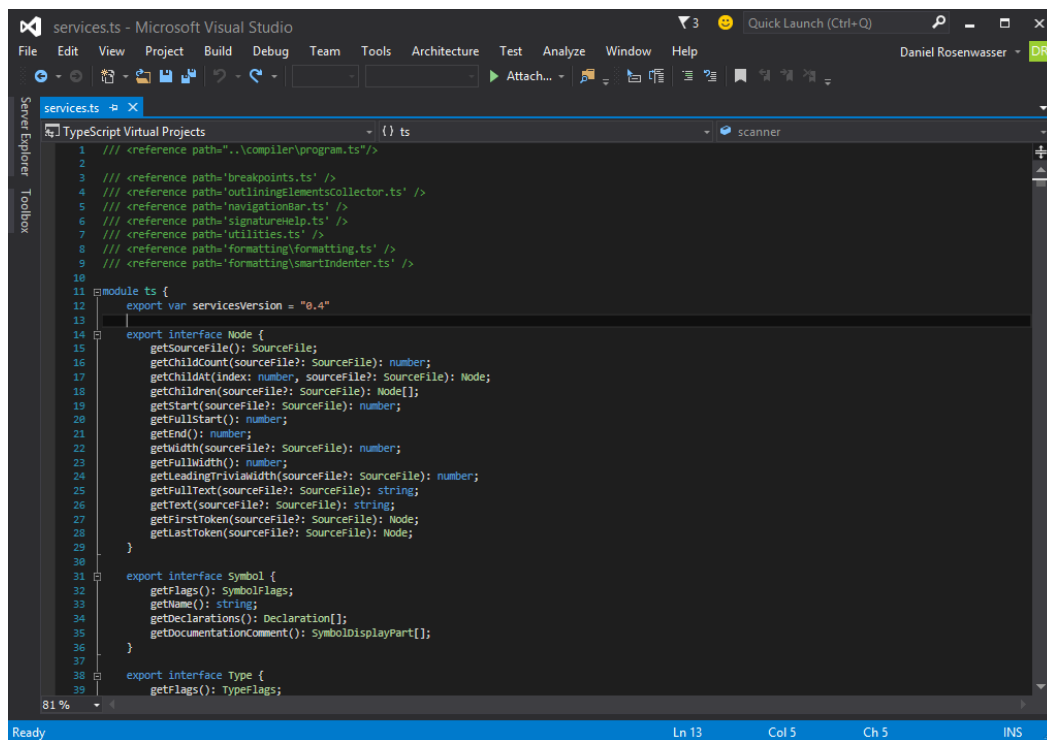 services.ts - Microsoft Visual Studio
3
Quick Launch (Ctrl+Q)
File Edit View Project Build Debug Team Tools Architecture Test Analyze Window Help
Daniel Rosenwasser
DR
Attach...
Server Explorer
Toolbox
services.ts
TypeScript Virtual Projects
{} ts
scanner
1 /// <reference path="..\compiler\program.ts"/>
2
3 /// <reference path='breakpoints.ts' />
4 /// <reference path='outliningElementsCollector.ts' />
5 /// <reference path='navigationBar.ts' />
6 /// <reference path='signatureHelp.ts' />
7 /// <reference path='utilities.ts' />
8 /// <reference path='formatting\formatting.ts' />
9 /// <reference path='formatting\smartIndenter.ts' />
10
11 module ts {
12 export var servicesVersion = "0.4"
13
14 export interface Node {
15 getSourceFile(): SourceFile;
16 getChildCount(sourceFile?: SourceFile): number;
17 getChildAt(index: number, sourceFile?: SourceFile): Node;
18 getChildren(sourceFile?: SourceFile): Node[];
19 getStart(sourceFile?: SourceFile): number;
20 getFullStart(): number;
21 getEnd(): number;
22 getWidth(sourceFile?: SourceFile): number;
23 getFullWidth(): number;
24 getLeadingTriviaWidth(sourceFile?: SourceFile): number;
25 getFullText(sourceFile?: SourceFile): string;
26 getText(sourceFile?: SourceFile): string;
27 getFirstToken(sourceFile?: SourceFile): Node;
28 getLastToken(sourceFile?: SourceFile): Node;
29 }
30
31 export interface Symbol {
32 getFlags(): SymbolFlags;
33 getName(): string;
34 getDeclarations(): Declaration[];
35 getDocumentationComment(): SymbolDisplayPart[];
36 }
37
38 export interface Type {
39 getFlags(): TypeFlags;
81 %
Ready
Ln 13 Col 5 Ch 5 INS